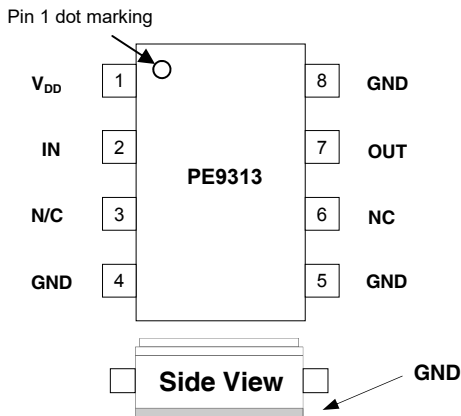 Pin 1 dot marking
V_DD 1 8 GND
IN 2 7 OUT
PE9313
N/C 3 6 NC
GND 4 5 GND
Side View
GND